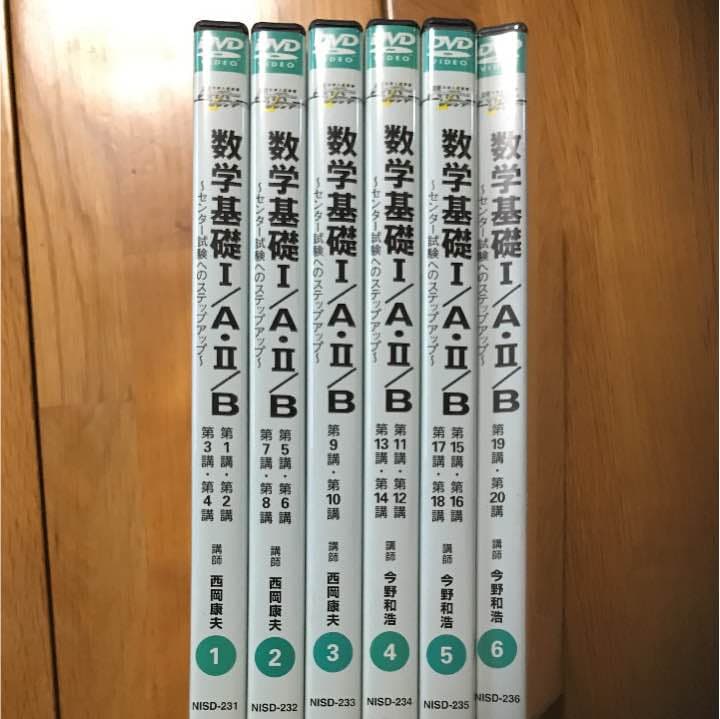 DVD
VIDEO
数学基礎Ⅰ/A・Ⅱ/B
~センター試験へのステップアップ~
第1講・第2講
第3講・第4講
講師 西岡康夫
1
NISD-231
DVD
VIDEO
数学基礎Ⅰ/A・Ⅱ/B
~センター試験へのステップアップ~
第5講・第6講
第7講・第8講
講師 西岡康夫
2
NISD-232
DVD
VIDEO
数学基礎Ⅰ/A・Ⅱ/B
~センター試験へのステップアップ~
第9講・第10講
講師 西岡康夫
3
NISD-233
DVD
VIDEO
数学基礎Ⅰ/A・Ⅱ/B
~センター試験へのステップアップ~
第11講・第12講
第13講・第14講
講師 今野和浩
4
NISD-234
DVD
VIDEO
数学基礎Ⅰ/A・Ⅱ/B
~センター試験へのステップアップ~
第15講・第16講
第17講・第18講
講師 今野和浩
5
NISD-235
DVD
VIDEO
数学基礎Ⅰ/A・Ⅱ/B
~センター試験へのステップアップ~
第19講・第20講
講師 今野和浩
6
NISD-236